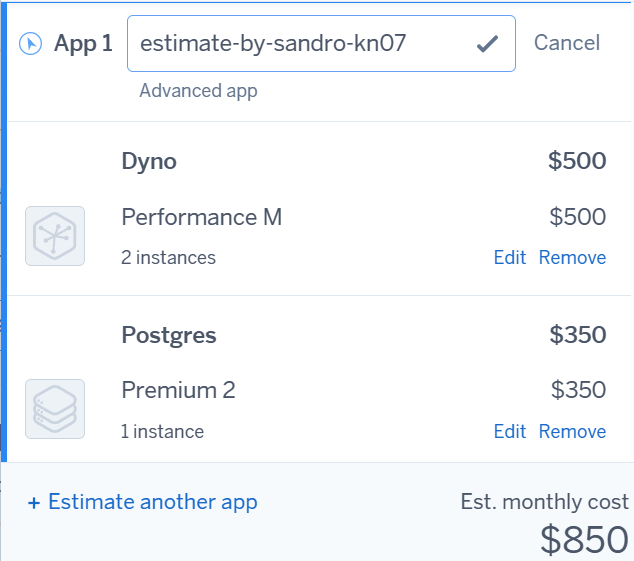 App 1 estimate-by-sandro-kn07 Cancel
Advanced app
Dyno $500
Performance M $500
2 instances Edit Remove
Postgres $350
Premium 2 $350
1 instance Edit Remove
+ Estimate another app Est. monthly cost
$850